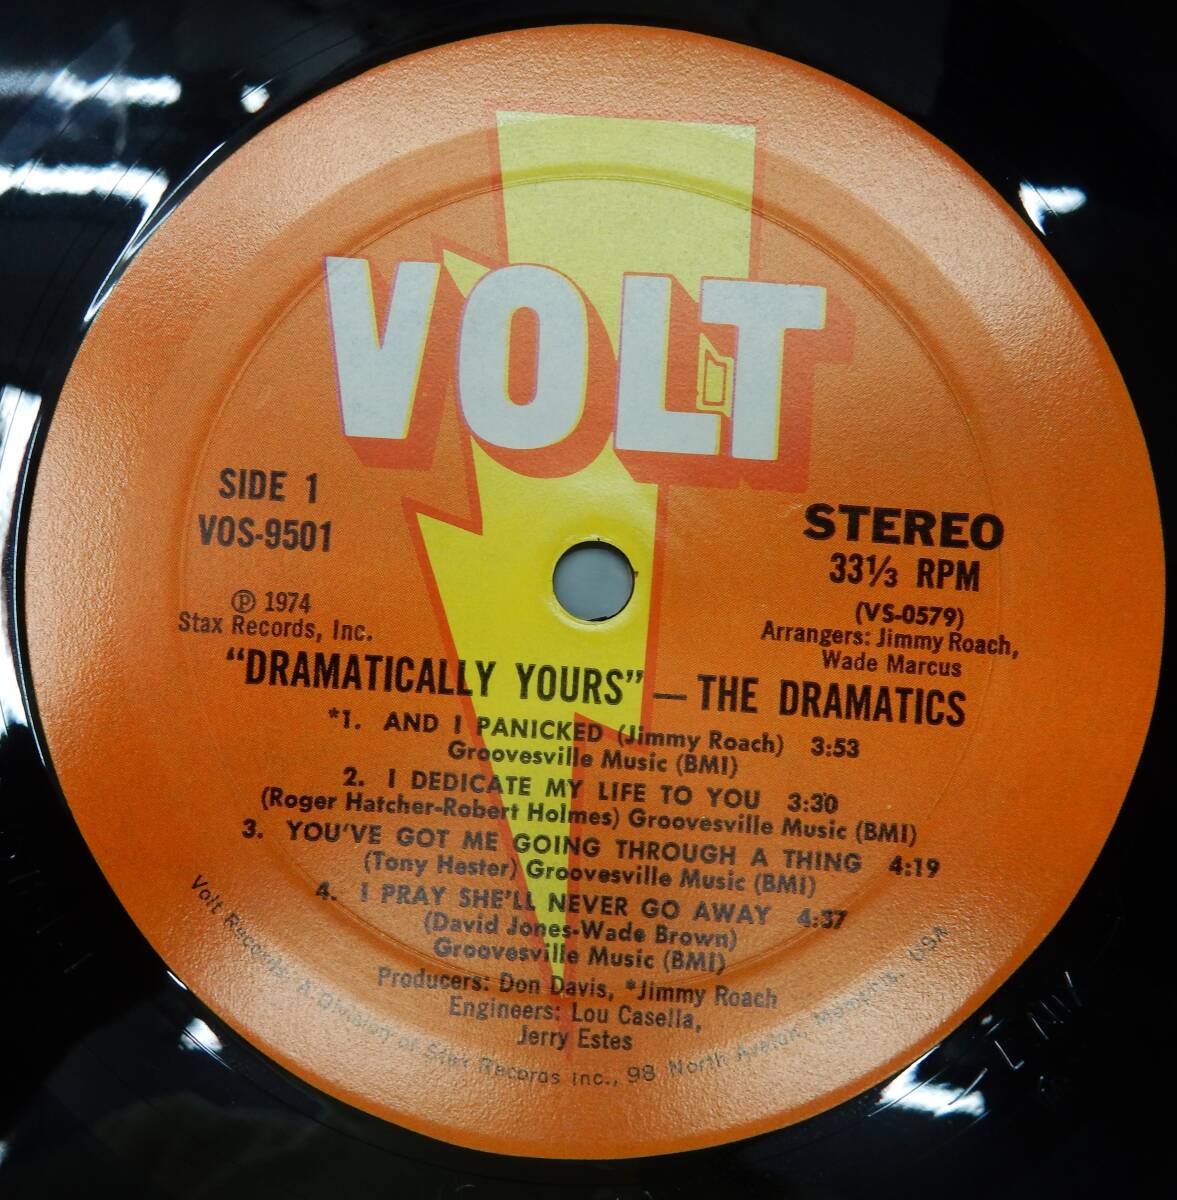 VOLT
SIDE 1
VOS-9501
STEREO
33⅓ RPM
(VS-0579)
Ⓟ 1974
Stax Records, Inc.
Arrangers: Jimmy Roach,
Wade Marcus
"DRAMATICALLY YOURS" — THE DRAMATICS
*1. AND I PANICKED (Jimmy Roach) 3:53
Groovesville Music (BMI)
2. I DEDICATE MY LIFE TO YOU 3:30
(Roger Hatcher-Robert Holmes) Groovesville Music (BMI)
3. YOU'VE GOT ME GOING THROUGH A THING 4:19
(Tony Hester) Groovesville Music (BMI)
4. I PRAY SHE'LL NEVER GO AWAY 4:37
(David Jones-Wade Brown)
Groovesville Music (BMI)
Producers: Don Davis, *Jimmy Roach
Engineers: Lou Casella,
Jerry Estes
Volt Records, A Division of Stax Records Inc., 98 North Avalon, Memphis, USA